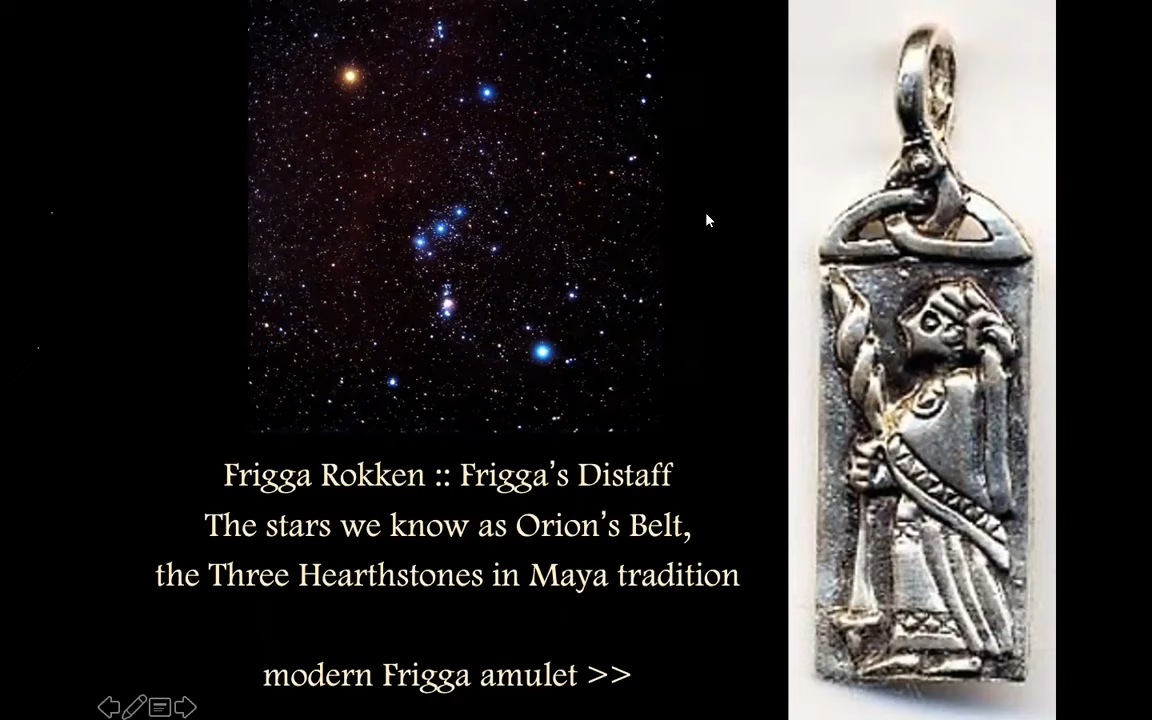 Frigga Rokken :: Frigga’s Distaff
The stars we know as Orion’s Belt,
the Three Hearthstones in Maya tradition
modern Frigga amulet >>